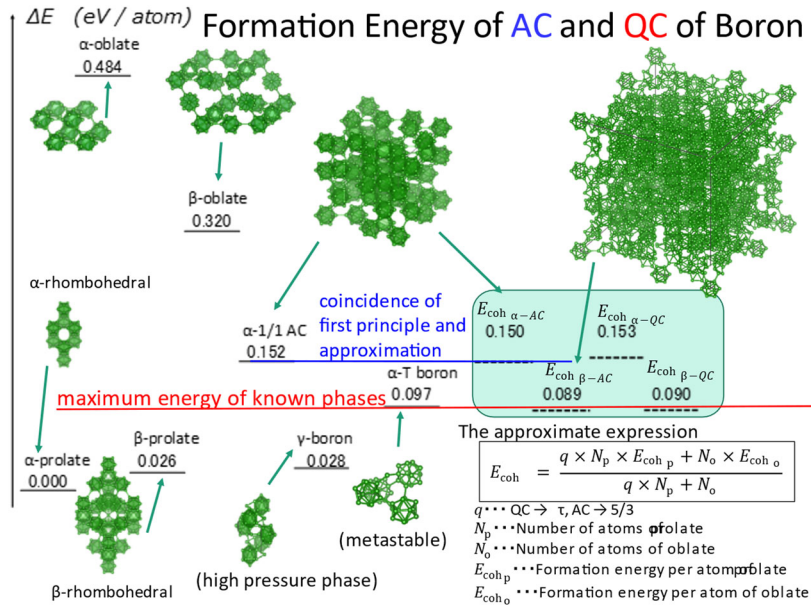 Formation Energy of AC and QC of Boron
ΔE (eV / atom)
α-oblate
0.484
β-oblate
0.320
α-rhombohedral
coincidence of
first principle and
approximation
α-1/1 AC
0.152
E_coh α−AC
0.150
E_coh α−QC
0.153
α-T boron
0.097
E_coh β−AC
0.089
E_coh β−QC
0.090
maximum energy of known phases
α-prolate
0.000
β-prolate
0.026
γ-boron
0.028
β-rhombohedral
(high pressure phase)
(metastable)
The approximate expression
E_coh = (q × N_p × E_coh p + N_o × E_coh o) / (q × N_p + N_o)
q ･･･ QC → τ, AC → 5/3
N_p ･･･Number of atoms of prolate
N_o ･･･Number of atoms of oblate
E_coh p ･･･Formation energy per atom of prolate
E_coh o ･･･Formation energy per atom of oblate